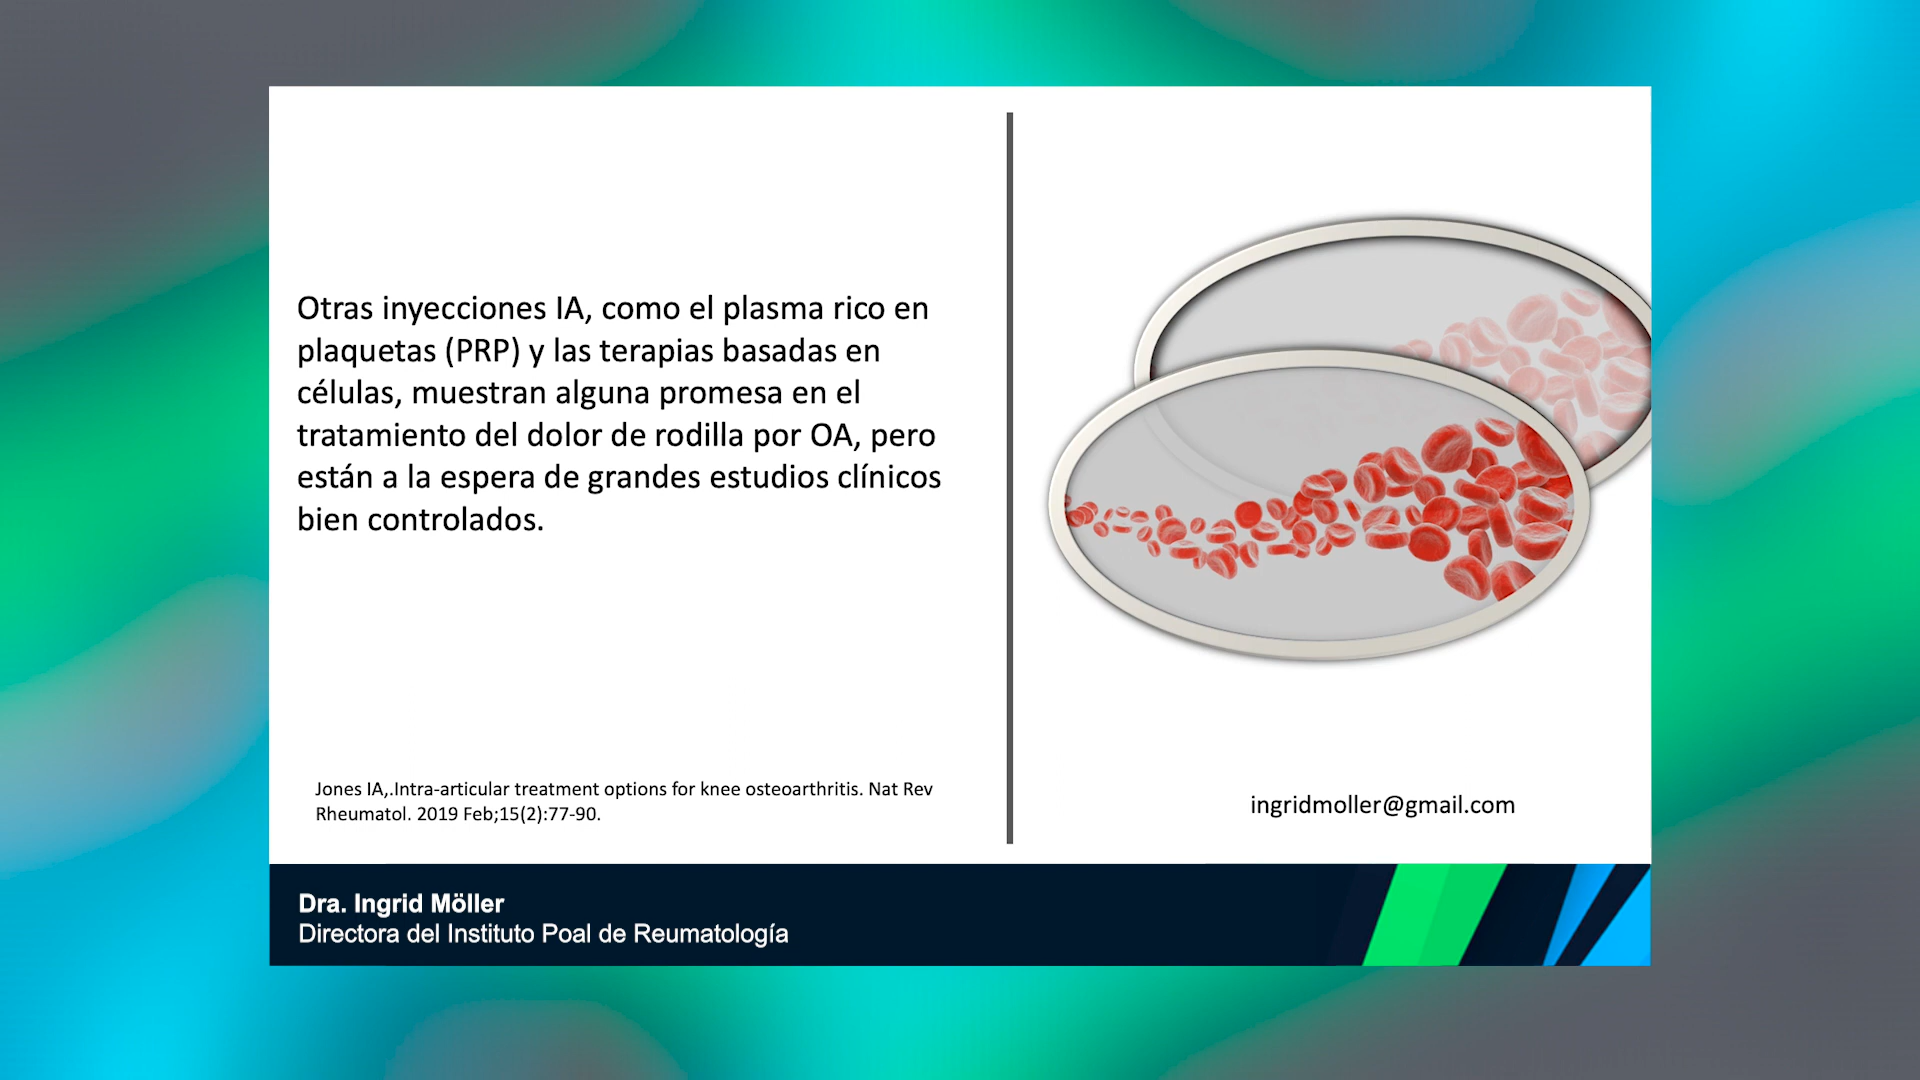 Otras inyecciones IA, como el plasma rico en
plaquetas (PRP) y las terapias basadas en
células, muestran alguna promesa en el
tratamiento del dolor de rodilla por OA, pero
están a la espera de grandes estudios clínicos
bien controlados.
Jones IA,.Intra-articular treatment options for knee osteoarthritis. Nat Rev
Rheumatol. 2019 Feb;15(2):77-90.
ingridmoller@gmail.com
Dra. Ingrid Möller
Directora del Instituto Poal de Reumatología